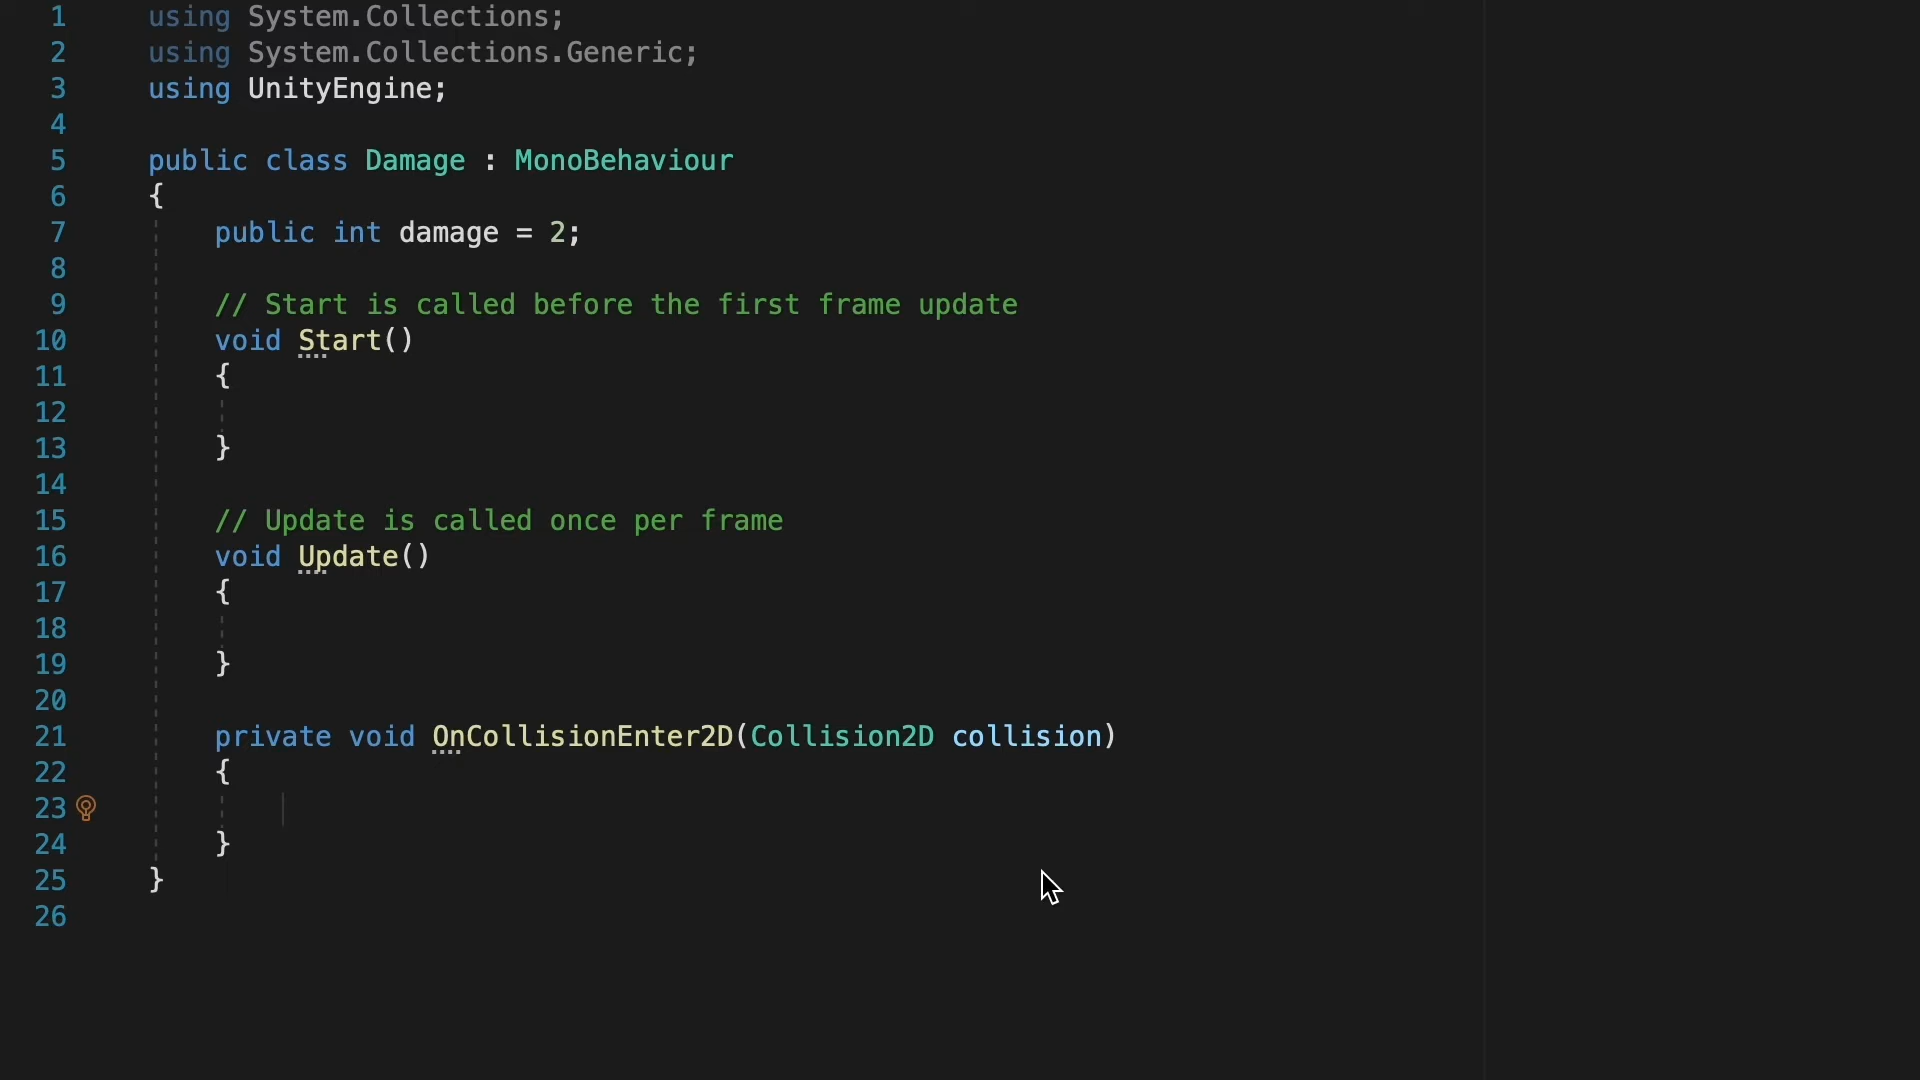 1 using System.Collections;
2 using System.Collections.Generic;
3 using UnityEngine;
4
5 public class Damage : MonoBehaviour
6 {
7 public int damage = 2;
8
9 // Start is called before the first frame update
10 void Start()
11 {
12
13 }
14
15 // Update is called once per frame
16 void Update()
17 {
18
19 }
20
21 private void OnCollisionEnter2D(Collision2D collision)
22 {
23
24 }
25 }
26